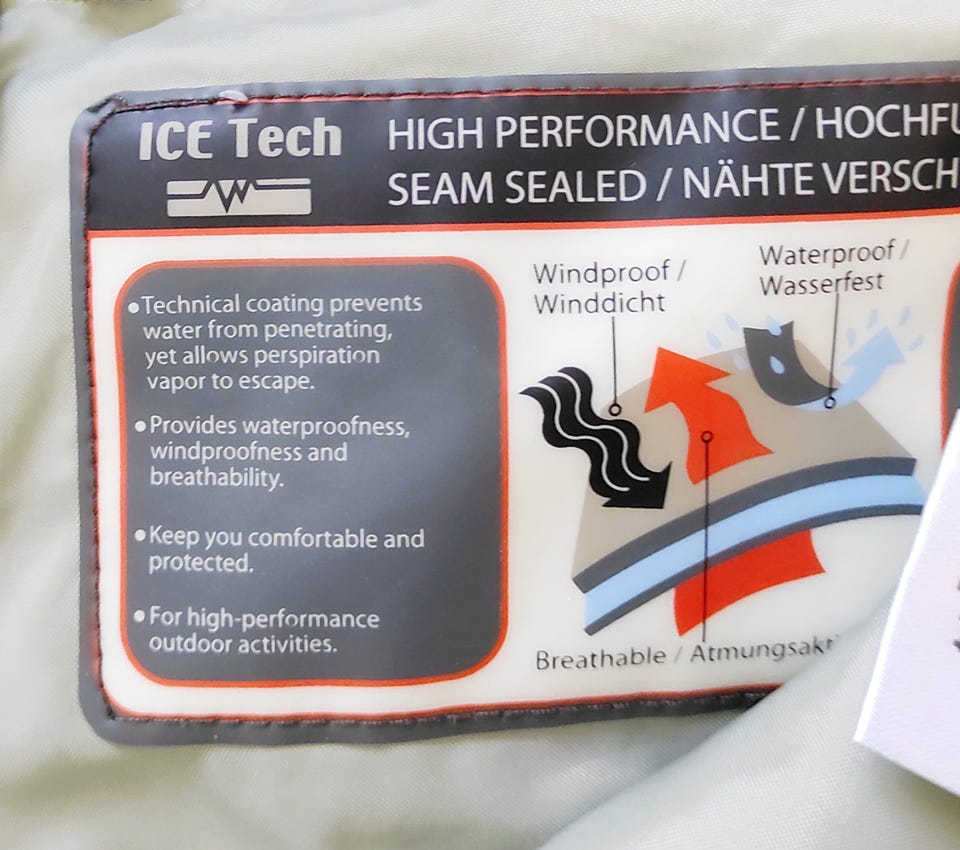 ICE Tech
HIGH PERFORMANCE / HOCHFU
SEAM SEALED / NÄHTE VERSCH
• Technical coating prevents
water from penetrating,
yet allows perspiration
vapor to escape.
• Provides waterproofness,
windproofness and
breathability.
• Keep you comfortable and
protected.
• For high-performance
outdoor activities.
Windproof /
Winddicht
Waterproof /
Wasserfest
Breathable / Atmungsakti